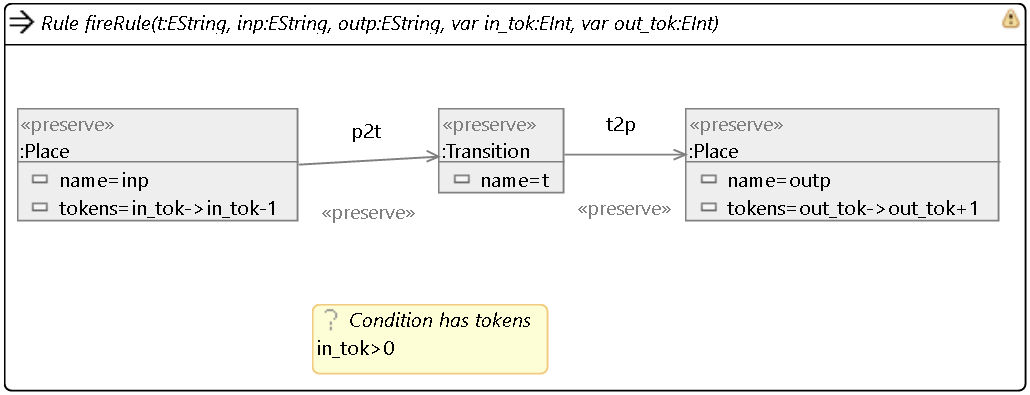 Rule fireRule(t:EString, inp:EString, outp:EString, var in_tok:EInt, var out_tok:EInt)
«preserve»
:Place
name=inp
tokens=in_tok->in_tok-1
p2t
«preserve»
«preserve»
:Transition
name=t
t2p
«preserve»
«preserve»
:Place
name=outp
tokens=out_tok->out_tok+1
? Condition has tokens
in_tok>0